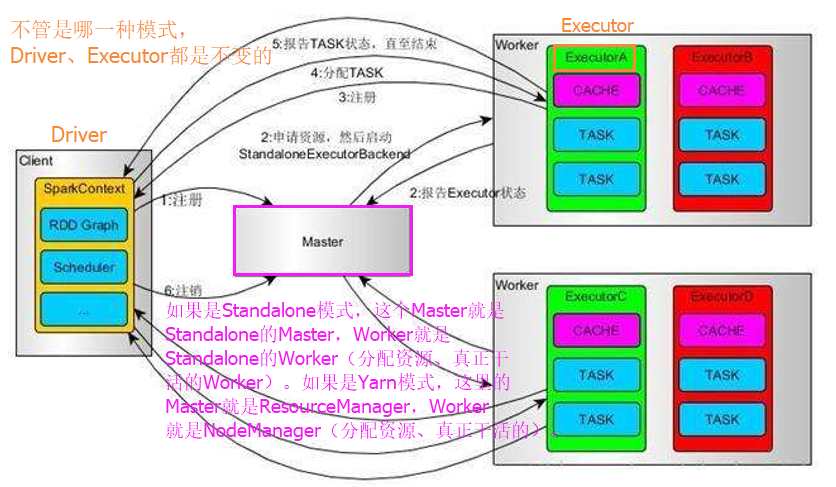 不管是哪一种模式，
Driver、Executor都是不变的
Driver
Client
SparkContext
RDD Graph
Scheduler
...
5:报告TASK状态，直至结束
4:分配TASK
3:注册
2:申请资源，然后启动
StandaloneExecutorBackend
1:注册
2:报告Executor状态
Master
6:注销
如果是Standalone模式，这个Master就是
Standalone的Master，Worker就是
Standalone的Worker（分配资源、真正干
活的Worker）。如果是Yarn模式，这里的
Master就是ResourceManager，Worker
就是NodeManager（分配资源、真正干活的）。
Executor
Worker
ExecutorA
CACHE
TASK
TASK
ExecutorB
CACHE
TASK
TASK
Worker
ExecutorC
CACHE
TASK
TASK
ExecutorD
CACHE
TASK
TASK